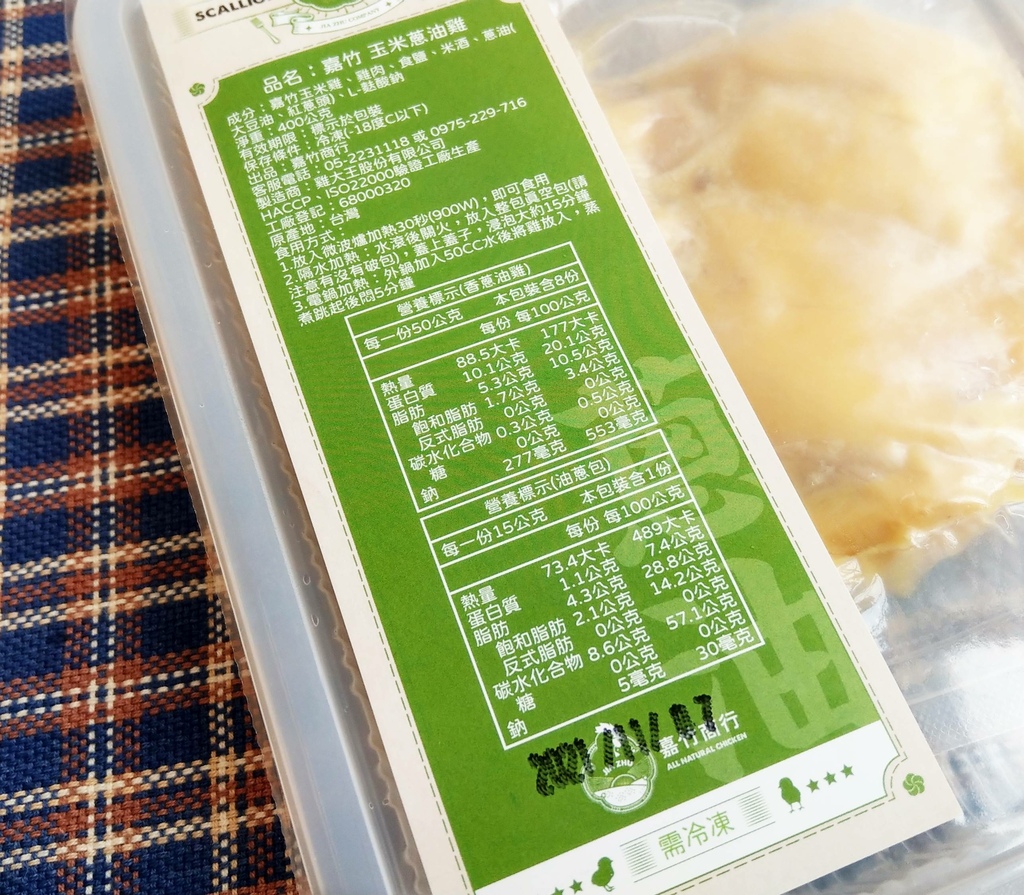 SCALLIO
JIA ZHU COMPANY
品名：嘉竹 玉米蔥油雞
成分：嘉竹玉米雞、雞肉、食鹽、米酒、蔥油(
大豆油、紅蔥頭)、L-麩酸鈉
淨重：400公克
有效期限：標示於包裝
保存條件：冷凍(-18度C以下)
出品：嘉竹商行
客服電話：05-2231118 或 0975-229-716
製造商：雞大王股份有限公司
HACCP、ISO22000驗證工廠生產
工廠登記：68000320
原產地：台灣
食用方式：
1.放入微波爐加熱30秒(900W)，即可食用
2.隔水加熱：水滾後關火，放入整包真空包(請
注意有沒有破包)，蓋上蓋子，浸泡大約15分鐘
3.電鍋加熱：外鍋加入50CC水後將雞放入，蒸
煮跳起後悶5分鐘
營養標示(香蔥油雞)
每一份50公克 本包裝含8份
每份 每100公克
熱量 88.5大卡 177大卡
蛋白質 10.1公克 20.1公克
脂肪 5.3公克 10.5公克
飽和脂肪 1.7公克 3.4公克
反式脂肪 0公克 0公克
碳水化合物 0.3公克 0.5公克
糖 0公克 0公克
鈉 277毫克 553毫克
營養標示(油蔥包)
每一份15公克 本包裝含1份
每份 每100公克
熱量 73.4大卡 489大卡
蛋白質 1.1公克 7.4公克
脂肪 4.3公克 28.8公克
飽和脂肪 2.1公克 14.2公克
反式脂肪 0公克 0公克
碳水化合物 8.6公克 57.1公克
糖 0公克 0公克
鈉 5毫克 30毫克
蔥油
嘉竹商行
JIA ZHU
ALL NATURAL CHICKEN
需冷凍